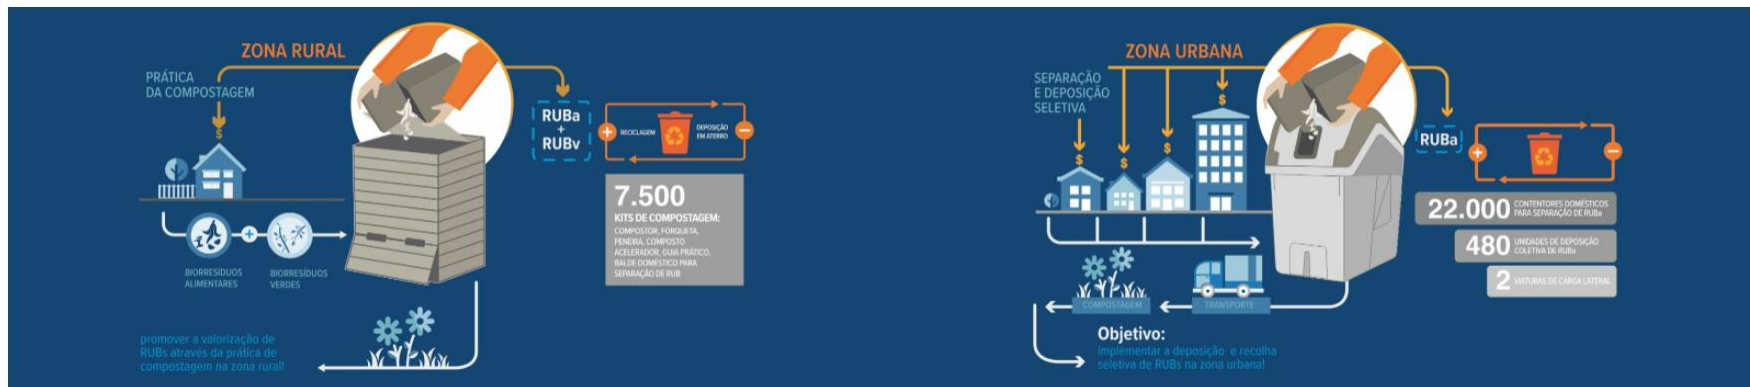 ZONA RURAL
PRÁTICA
DA COMPOSTAGEM
$
RUBa
+
RUBv
+
RECICLAGEM
DEPOSIÇÃO
EM ATERRO
−
7.500
KITS DE COMPOSTAGEM:
COMPOSTOR, FORQUETA,
PENEIRA, COMPOSTO
ACELERADOR, GUIA PRÁTICO,
BALDE DOMÉSTICO PARA
SEPARAÇÃO DE RUB
+
BIORRESÍDUOS
ALIMENTARES
BIORRESÍDUOS
VERDES
promover a valorização de
RUBs através da prática de
compostagem na zona rural!
ZONA URBANA
SEPARAÇÃO
E DEPOSIÇÃO
SELETIVA
$
$
$
$
RUBa
+
−
22.000 CONTENTORES DOMÉSTICOS
PARA SEPARAÇÃO DE RUBa
480 UNIDADES DE DEPOSIÇÃO
COLETIVA DE RUBa
2 VIATURAS DE CARGA LATERAL
COMPOSTAGEM
TRANSPORTE
Objetivo:
implementar a deposição e recolha
seletiva de RUBs na zona urbana!